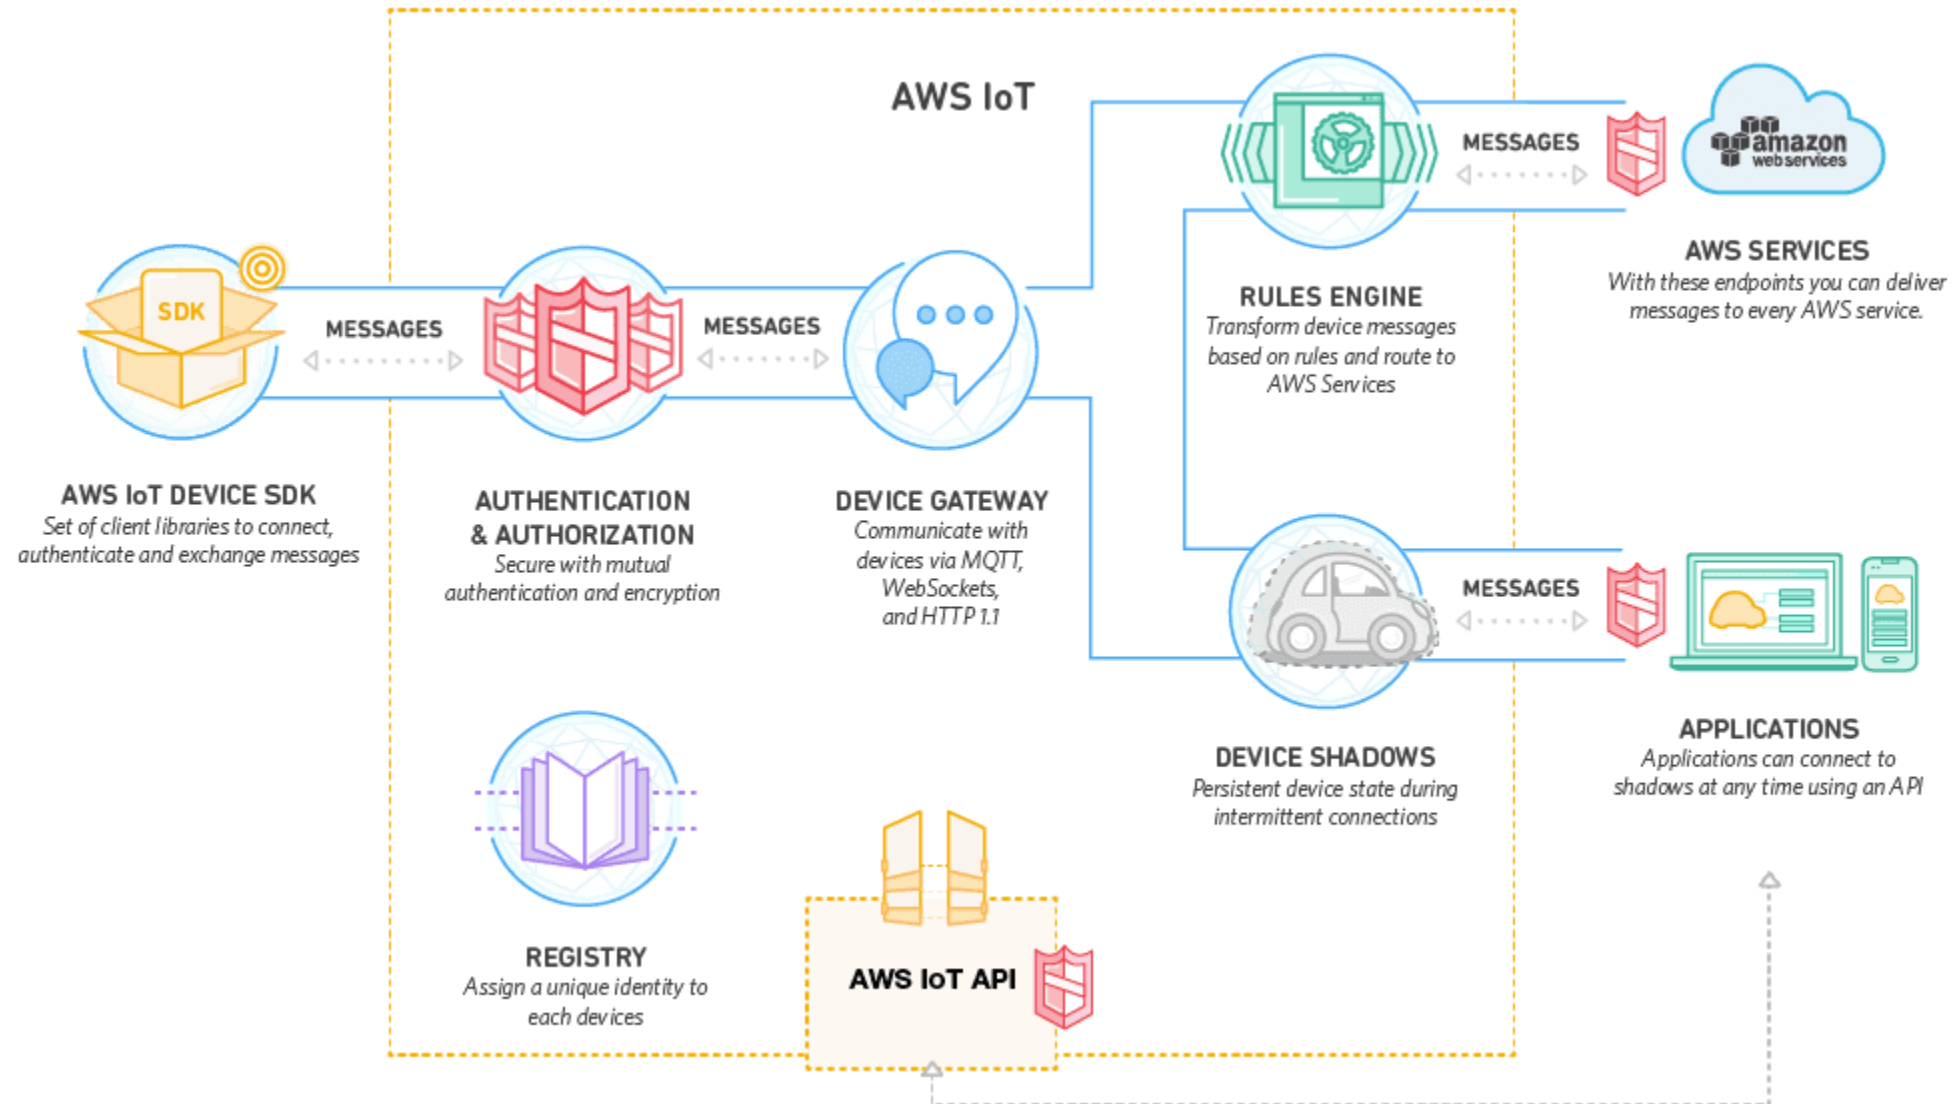 AWS IoT
SDK
MESSAGES
MESSAGES
MESSAGES
amazon
webservices
AWS SERVICES
With these endpoints you can deliver
messages to every AWS service.
RULES ENGINE
Transform device messages
based on rules and route to
AWS Services
AWS IoT DEVICE SDK
Set of client libraries to connect,
authenticate and exchange messages
AUTHENTICATION
& AUTHORIZATION
Secure with mutual
authentication and encryption
DEVICE GATEWAY
Communicate with
devices via MQTT,
WebSockets,
and HTTP 1.1
MESSAGES
DEVICE SHADOWS
Persistent device state during
intermittent connections
APPLICATIONS
Applications can connect to
shadows at any time using an API
REGISTRY
Assign a unique identity to
each devices
AWS IoT API